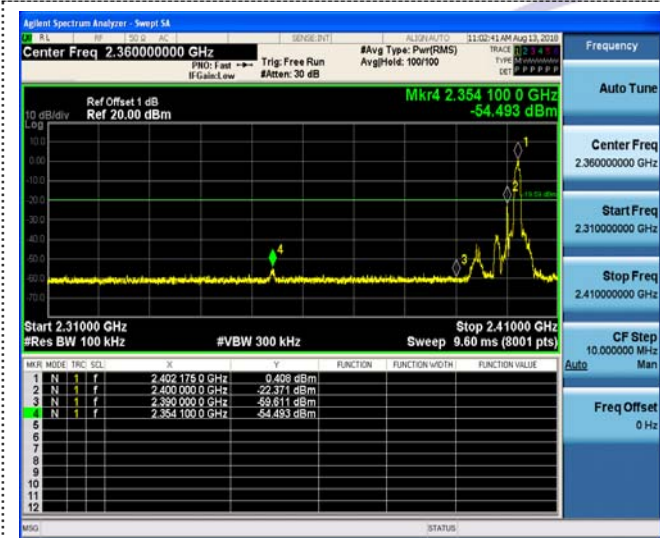 Agilent Spectrum Analyzer - Swept SA
RL RF 50 Ω AC SENSE:INT ALIGN AUTO 11:02:41 AM Aug 13, 2018
Center Freq 2.360000000 GHz
PNO: Fast
IFGain:Low
Trig: Free Run
#Atten: 30 dB
#Avg Type: Pwr(RMS)
Avg|Hold: 100/100
TRACE 1 2 3 4 5 6
TYPE
DET P P P P P P
Ref Offset 1 dB
10 dB/div Ref 20.00 dBm
Log
Mkr4 2.354 100 0 GHz
-54.493 dBm
10.0
0.00
-10.0
-20.0
-30.0
-40.0
-50.0
-60.0
-70.0
1
2
3
4
Start 2.31000 GHz Stop 2.41000 GHz
#Res BW 100 kHz #VBW 300 kHz Sweep 9.60 ms (8001 pts)
MKR MODE TRC SCL X Y FUNCTION FUNCTION WIDTH FUNCTION VALUE
1 N 1 f 2.402 175 0 GHz 0.408 dBm
2 N 1 f 2.400 000 0 GHz -22.371 dBm
3 N 1 f 2.390 000 0 GHz -59.611 dBm
4 N 1 f 2.354 100 0 GHz -54.493 dBm
5
6
7
8
9
10
11
12
MSG STATUS
Frequency
Auto Tune
Center Freq
2.360000000 GHz
Start Freq
2.310000000 GHz
Stop Freq
2.410000000 GHz
CF Step
10.000000 MHz
Auto Man
Freq Offset
0 Hz